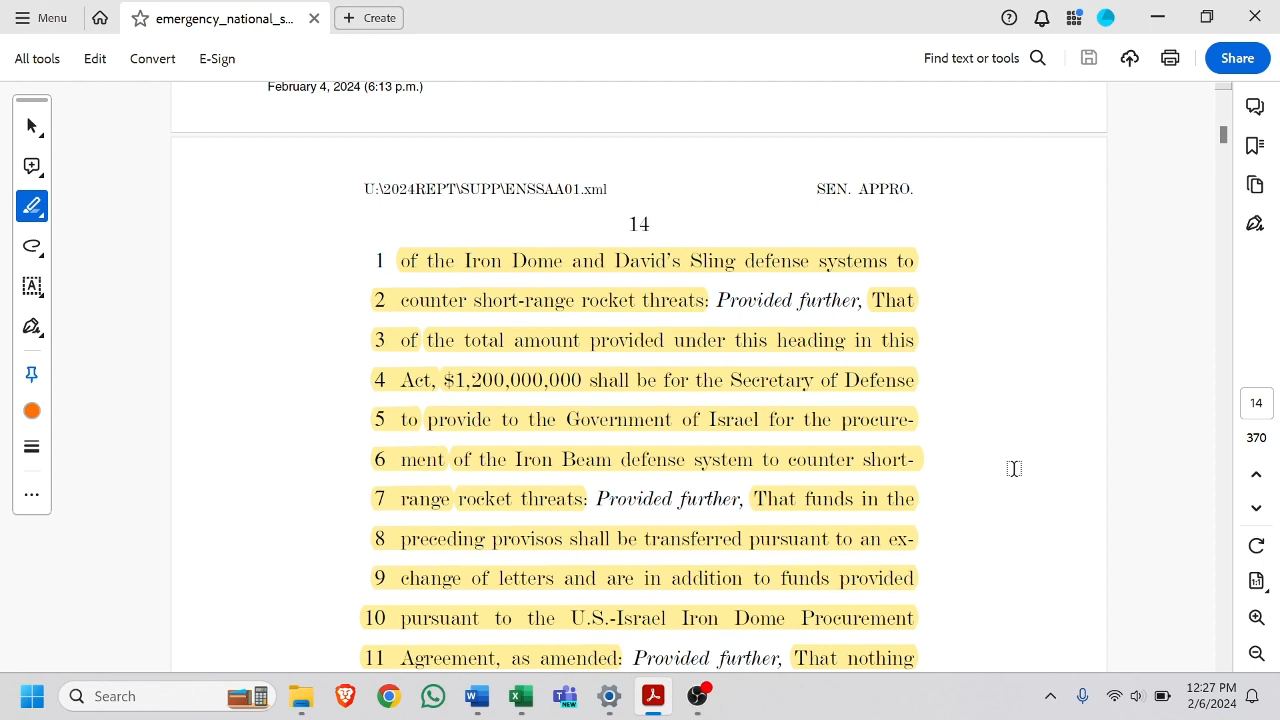 Menu
emergency_national_s...
Create
All tools
Edit
Convert
E-Sign
Find text or tools
Share
February 4, 2024 (6:13 p.m.)
U:\2024REPT\SUPP\ENSSAA01.xml
SEN. APPRO.
14
1 of the Iron Dome and David's Sling defense systems to
2 counter short-range rocket threats: Provided further, That
3 of the total amount provided under this heading in this
4 Act, $1,200,000,000 shall be for the Secretary of Defense
5 to provide to the Government of Israel for the procure-
6 ment of the Iron Beam defense system to counter short-
7 range rocket threats: Provided further, That funds in the
8 preceding provisos shall be transferred pursuant to an ex-
9 change of letters and are in addition to funds provided
10 pursuant to the U.S.-Israel Iron Dome Procurement
11 Agreement, as amended: Provided further, That nothing
14
370
Search
NEW
12:27 PM
2/6/2024